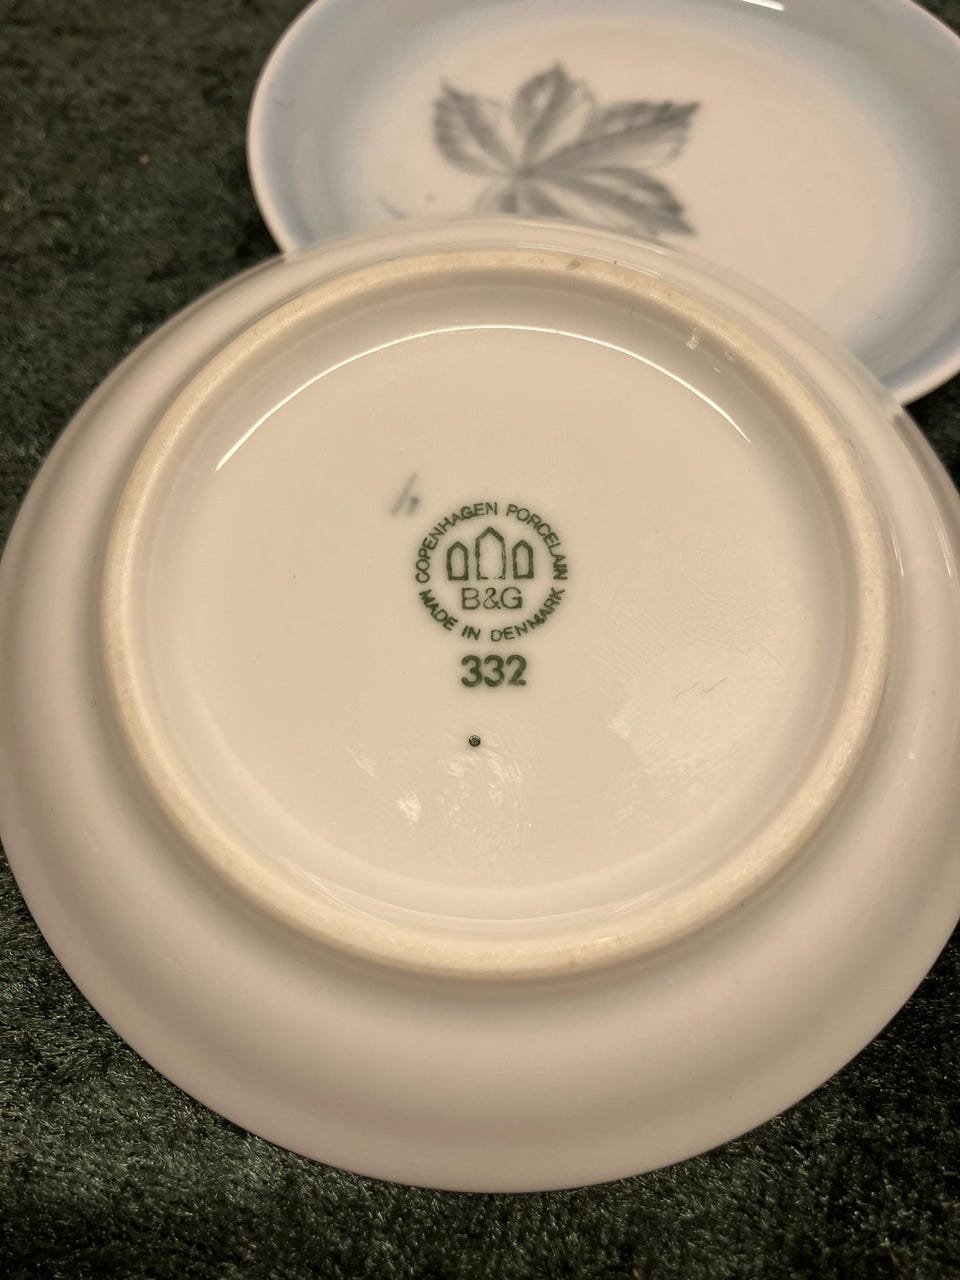 COPENHAGEN PORCELAIN
B&G
MADE IN DENMARK
332